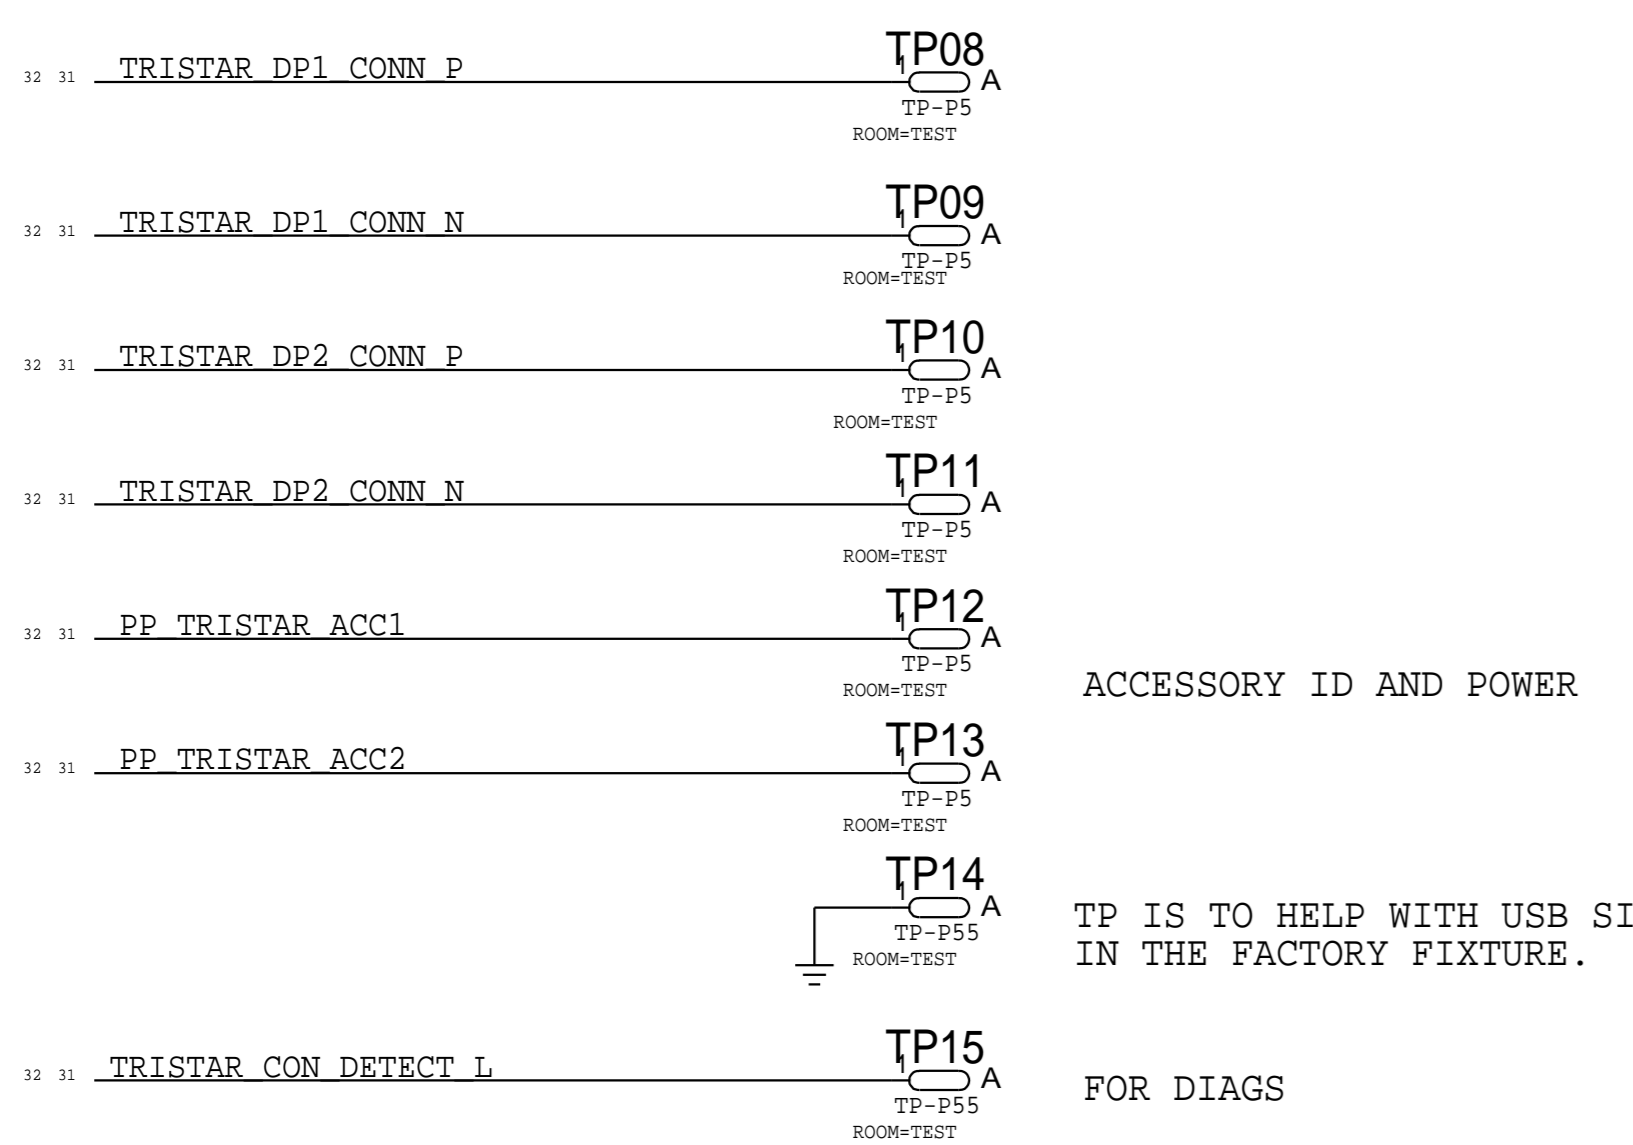 TP08
32 31 TRISTAR_DP1_CONN_P 1 A
TP-P5
ROOM=TEST
TP09
32 31 TRISTAR_DP1_CONN_N 1 A
TP-P5
ROOM=TEST
TP10
32 31 TRISTAR_DP2_CONN_P 1 A
TP-P5
ROOM=TEST
TP11
32 31 TRISTAR_DP2_CONN_N 1 A
TP-P5
ROOM=TEST
TP12
32 31 PP_TRISTAR_ACC1 1 A
TP-P5
ROOM=TEST
ACCESSORY ID AND POWER
TP13
32 31 PP_TRISTAR_ACC2 1 A
TP-P5
ROOM=TEST
TP14
1 A
TP-P55
ROOM=TEST
TP IS TO HELP WITH USB SI
IN THE FACTORY FIXTURE.
TP15
32 31 TRISTAR_CON_DETECT_L 1 A
TP-P55
ROOM=TEST
FOR DIAGS